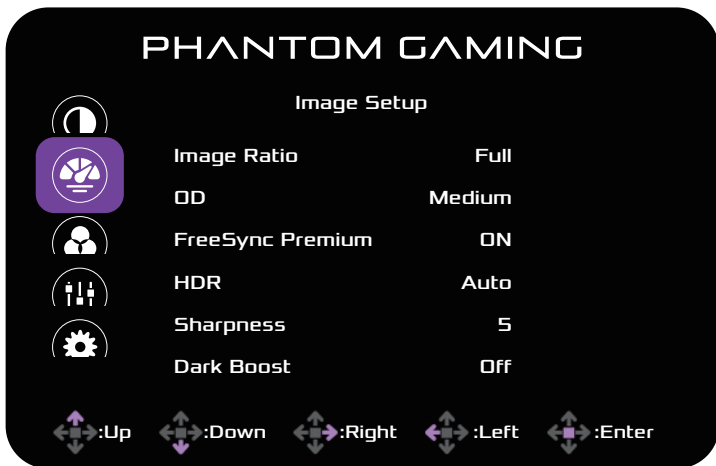 PHANTOM GAMING
Image Setup
Image Ratio Full
OD Medium
FreeSync Premium ON
HDR Auto
Sharpness 5
Dark Boost Off
:Up :Down :Right :Left :Enter